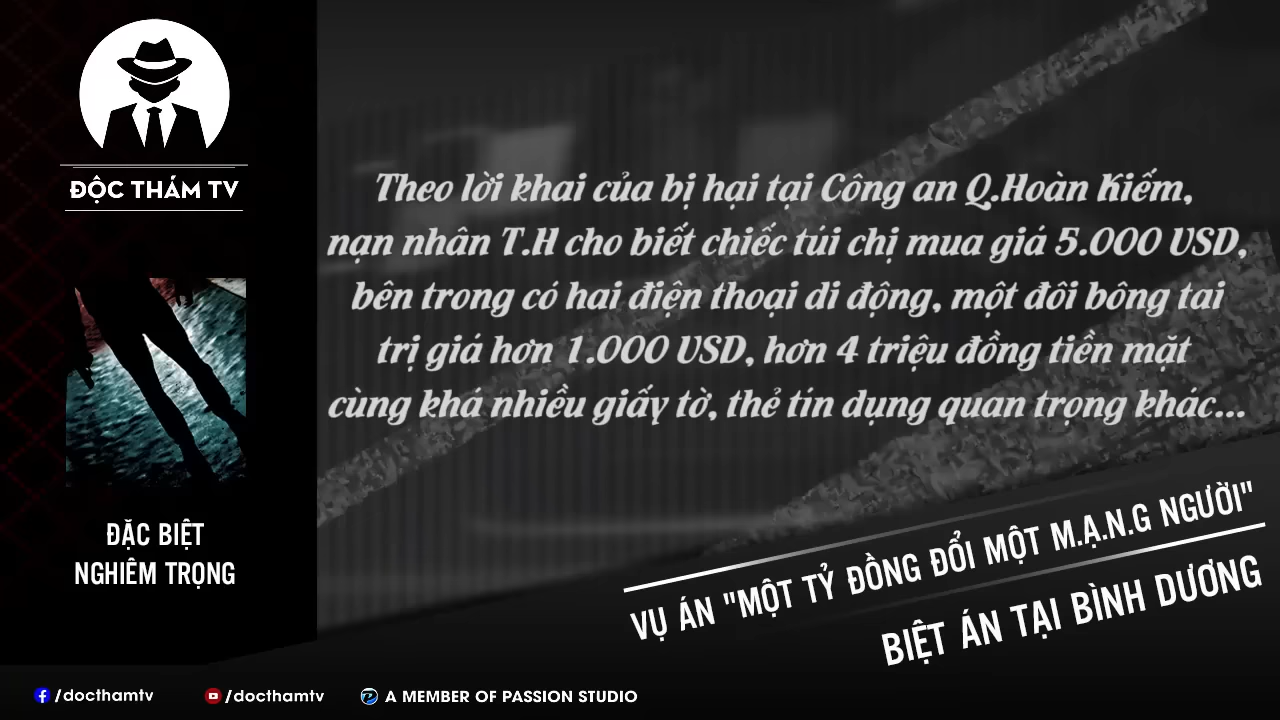 ĐỘC THÁM TV
ĐẶC BIỆT
NGHIÊM TRỌNG
Theo lời khai của bị hại tại Công an Q.Hoàn Kiếm,
nạn nhân T.H cho biết chiếc túi chị mua giá 5.000 USD,
bên trong có hai điện thoại di động, một đôi bông tai
trị giá hơn 1.000 USD, hơn 4 triệu đồng tiền mặt
cùng khá nhiều giấy tờ, thẻ tín dụng quan trọng khác...
VỤ ÁN "MỘT TỶ ĐỒNG ĐỔI MỘT M.Ạ.N.G NGƯỜI"
BIỆT ÁN TẠI BÌNH DƯƠNG
/docthamtv
/docthamtv
A MEMBER OF PASSION STUDIO